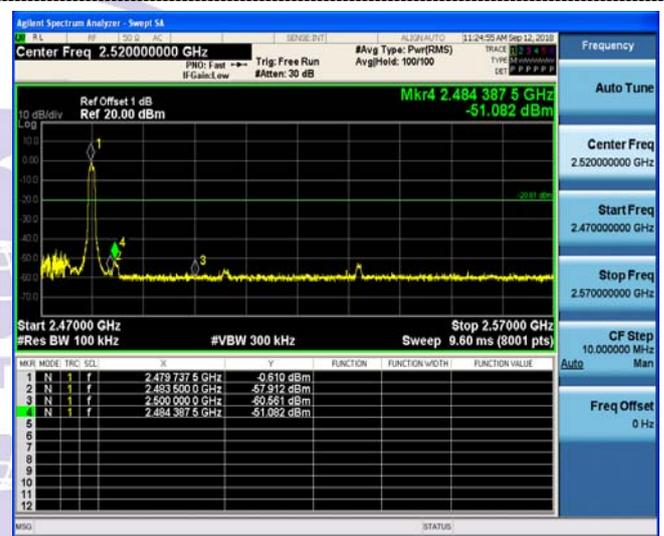 Agilent Spectrum Analyzer - Swept SA
RL RF 50 Ω AC SENSE:INT ALIGNAUTO 11:24:55 AM Sep 12, 2018
Center Freq 2.520000000 GHz
PNO: Fast Trig: Free Run #Avg Type: Pwr(RMS) TRACE 1 2 3 4 5 6
IFGain:Low #Atten: 30 dB Avg|Hold: 100/100 TYPE M
DET P P P P P P
Frequency
Auto Tune
Center Freq
2.520000000 GHz
Start Freq
2.470000000 GHz
Stop Freq
2.570000000 GHz
CF Step
10.000000 MHz
Auto Man
Freq Offset
0 Hz
Mkr4 2.484 387 5 GHz
-51.082 dBm
Ref Offset 1 dB
10 dB/div Ref 20.00 dBm
Log
10.0
0.00
-10.0
-20.0
-30.0
-40.0
-50.0
-60.0
-70.0
1
4
2
3
Start 2.47000 GHz Stop 2.57000 GHz
#Res BW 100 kHz #VBW 300 kHz Sweep 9.60 ms (8001 pts)
MKR MODE TRC SCL X Y FUNCTION FUNCTION WIDTH FUNCTION VALUE
1 N 1 f 2.479 737 5 GHz -0.610 dBm
2 N 1 f 2.483 500 0 GHz -57.912 dBm
3 N 1 f 2.500 000 0 GHz -60.561 dBm
4 N 1 f 2.484 387 5 GHz -51.082 dBm
5
6
7
8
9
10
11
12
MSG STATUS